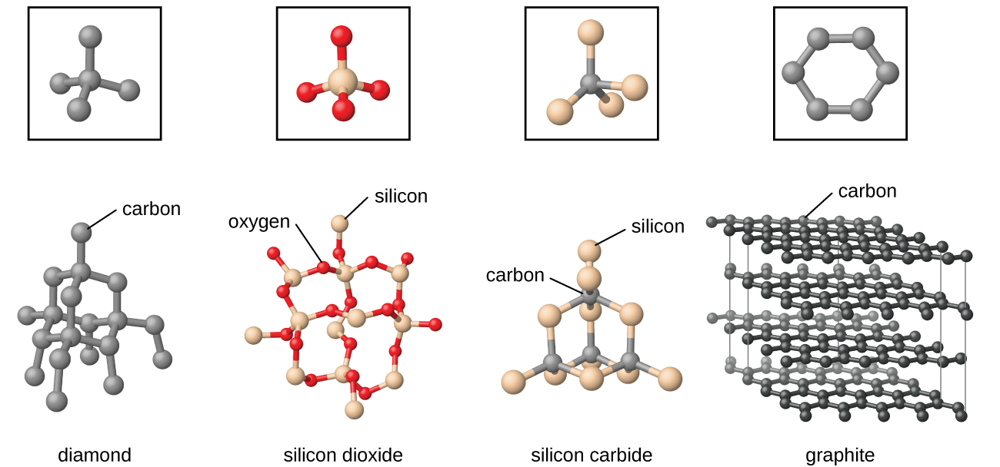 carbon
oxygen
silicon
carbon
silicon
carbon
diamond
silicon dioxide
silicon carbide
graphite